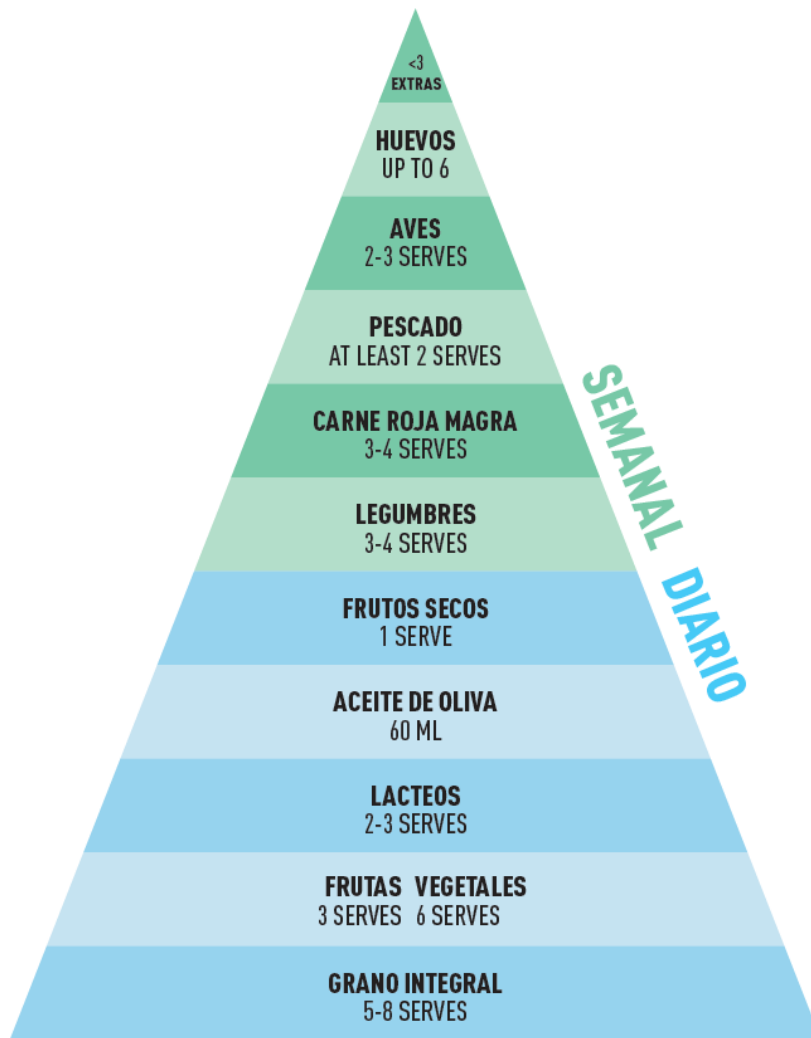 <3
EXTRAS
HUEVOS
UP TO 6
AVES
2-3 SERVES
PESCADO
AT LEAST 2 SERVES
CARNE ROJA MAGRA
3-4 SERVES
LEGUMBRES
3-4 SERVES
SEMANAL DIARIO
FRUTOS SECOS
1 SERVE
ACEITE DE OLIVA
60 ML
LACTEOS
2-3 SERVES
FRUTAS VEGETALES
3 SERVES 6 SERVES
GRANO INTEGRAL
5-8 SERVES